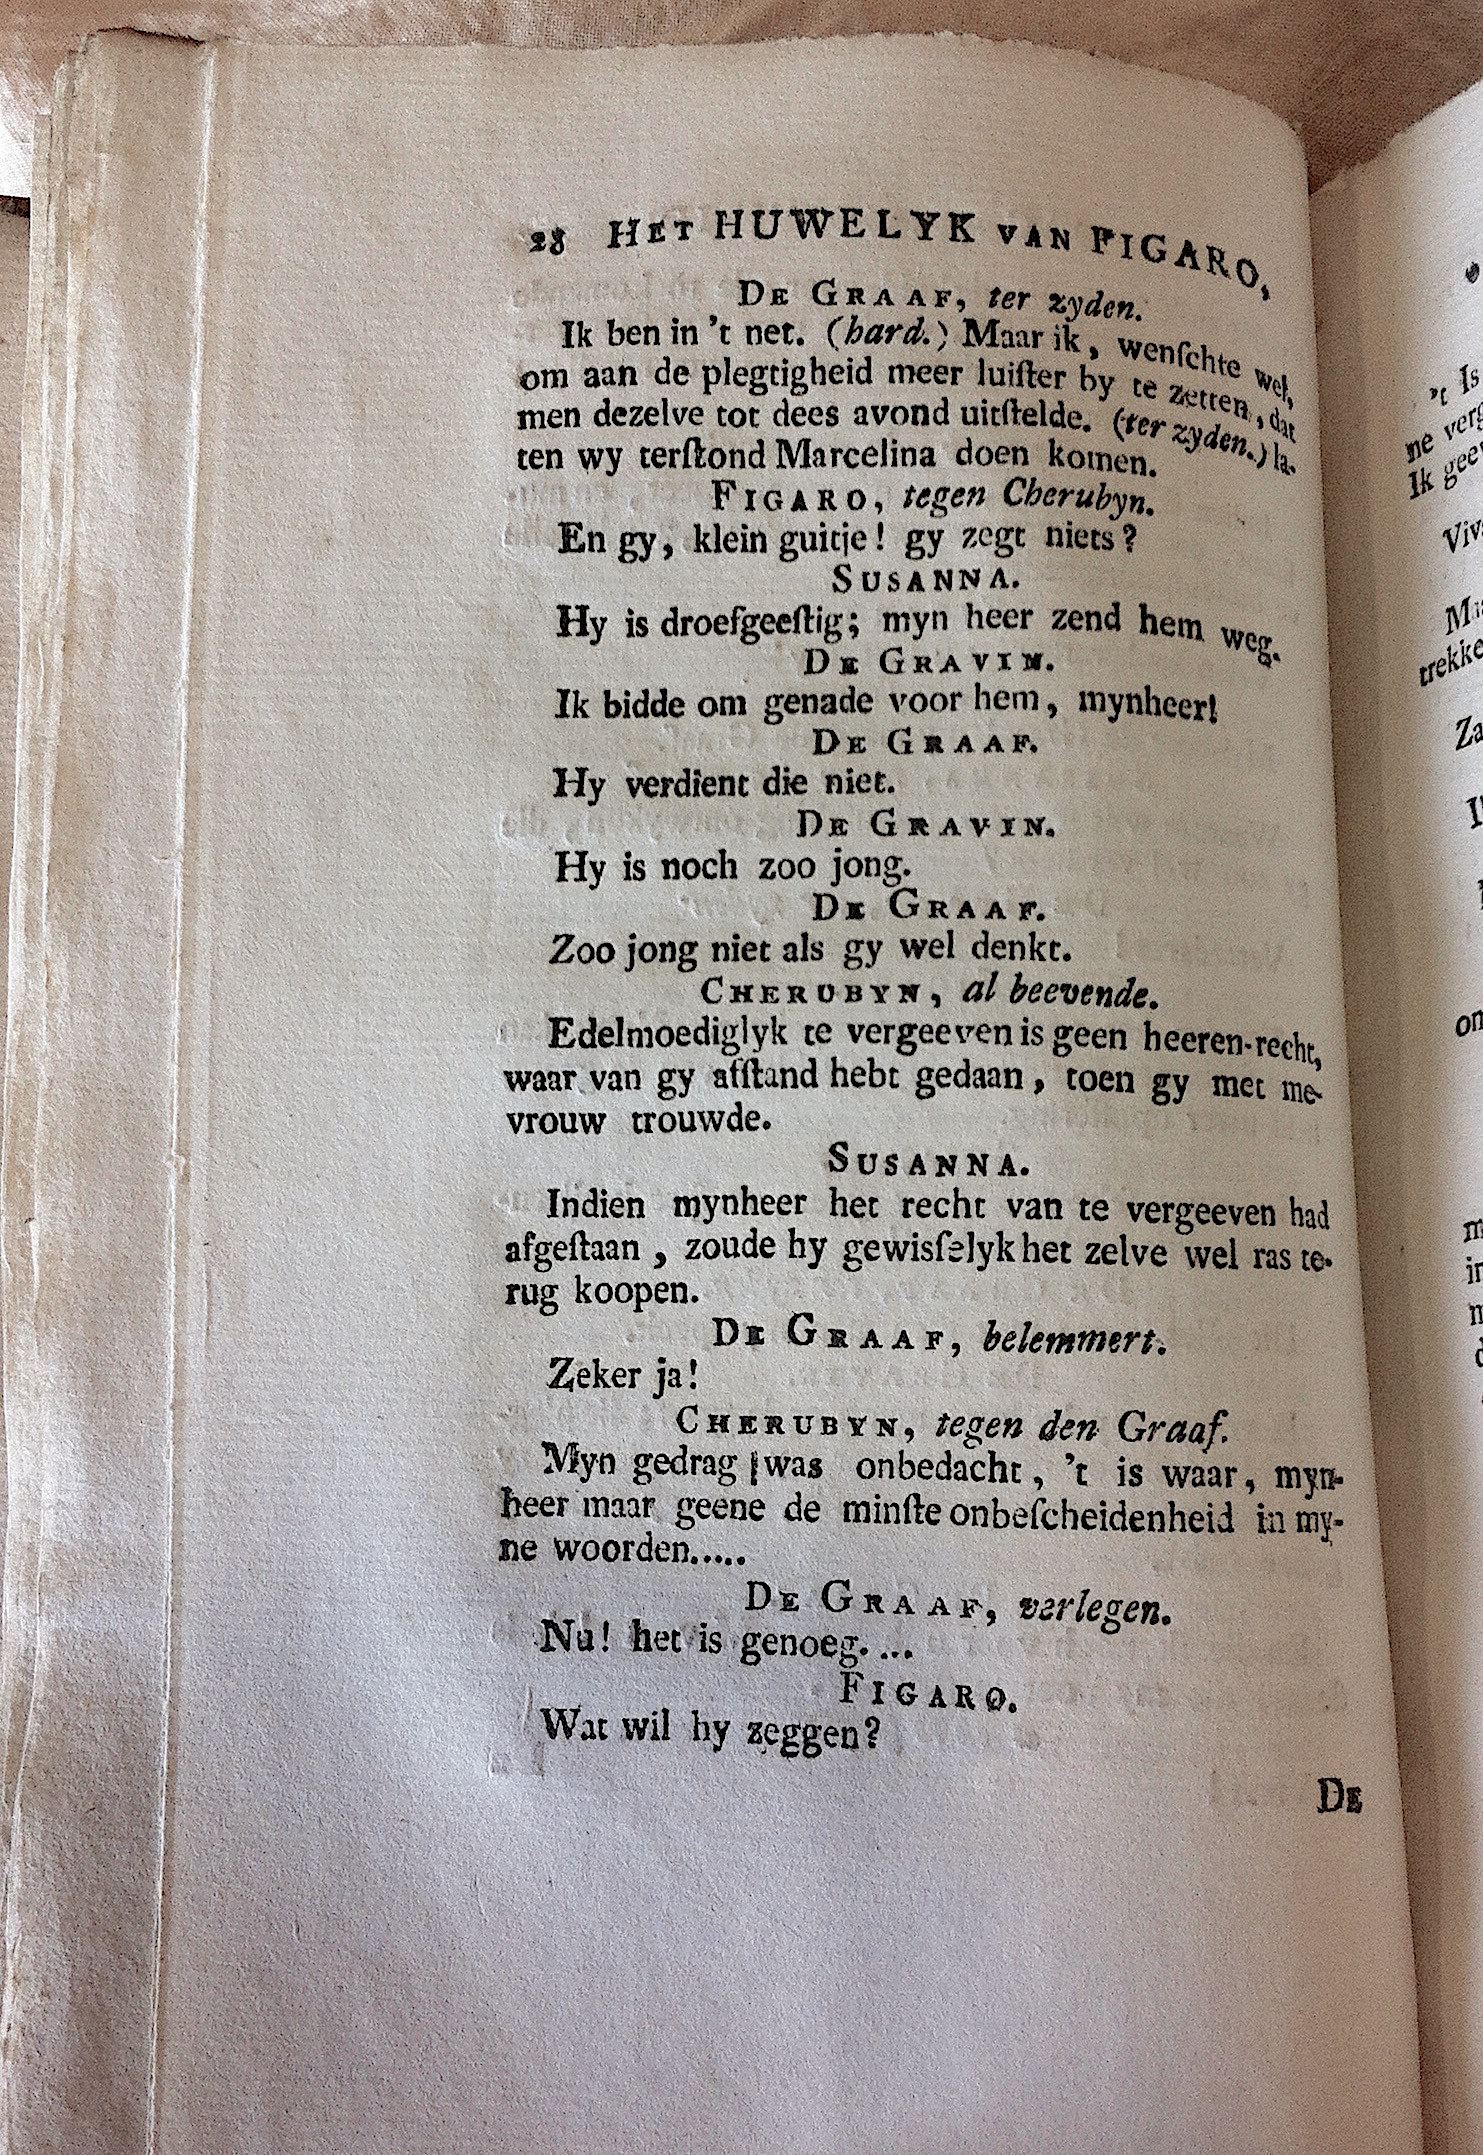 28 HET HUWELYK VAN FIGARO,
DE GRAAF, ter zyden.
Ik ben in 't net. (hard.) Maar ik, wenſchte wel,
om aan de plegtigheid meer luiſter by te zetten, dat
men dezelve tot dees avond uitſtelde. (ter zyden.) la-
ten wy terſtond Marcelina doen komen.
FIGARO, tegen Cherubyn.
En gy, klein guitje! gy zegt niets?
SUSANNA.
Hy is droefgeeſtig; myn heer zend hem weg.
DE GRAVIN.
Ik bidde om genade voor hem, mynheer!
DE GRAAF.
Hy verdient die niet.
DE GRAVIN.
Hy is noch zoo jong.
DE GRAAF.
Zoo jong niet als gy wel denkt.
CHERUBYN, al beevende.
Edelmoediglyk te vergeeven is geen heeren-recht,
waar van gy afſtand hebt gedaan, toen gy met me-
vrouw trouwde.
SUSANNA.
Indien mynheer het recht van te vergeeven had
afgeſtaan, zoude hy gewisſelyk het zelve wel ras te-
rug koopen.
DE GRAAF, belemmert.
Zeker ja!
CHERUBYN, tegen den Graaf.
Myn gedrag was onbedacht, 't is waar, myn-
heer maar geene de minſte onbeſcheidenheid in my-
ne woorden.....
DE GRAAF, verlegen.
Nu! het is genoeg....
FIGARO.
Wat wil hy zeggen?
DE
't Is
me
Ik